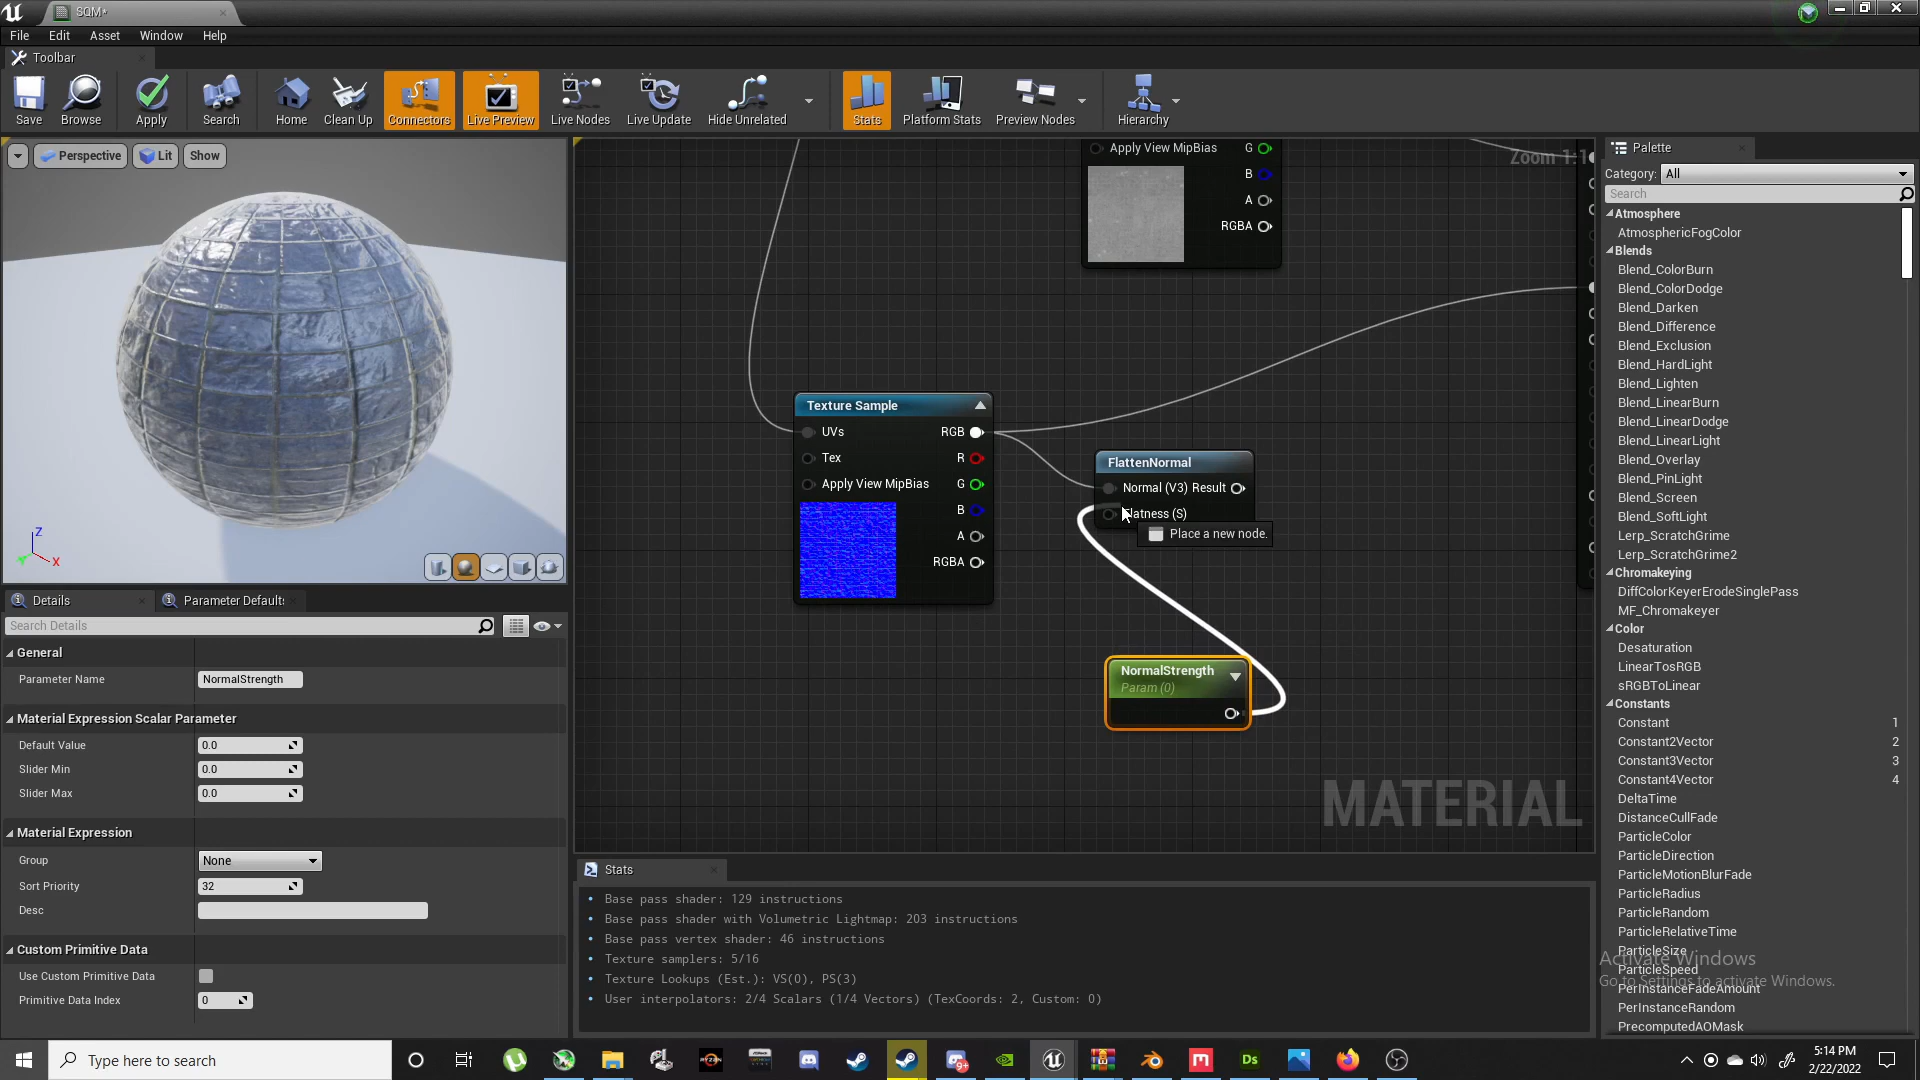 SQM*
File Edit Asset Window Help
Toolbar
Save Browse Apply Search Home Clean Up Connectors Live Preview Live Nodes Live Update Hide Unrelated Stats Platform Stats Preview Nodes Hierarchy
Perspective Lit Show
Z
X
Details Parameter Defaults
Search Details
General
Parameter Name NormalStrength
Material Expression Scalar Parameter
Default Value 0.0
Slider Min 0.0
Slider Max 0.0
Material Expression
Group None
Sort Priority 32
Desc
Custom Primitive Data
Use Custom Primitive Data
Primitive Data Index 0
Zoom 1:1
Apply View MipBias G
B
A
RGBA
Texture Sample
UVs RGB
Tex R
Apply View MipBias G
B
A
RGBA
FlattenNormal
Normal (V3) Result
Flatness (S)
Place a new node.
NormalStrength
Param (0)
MATERIAL
Stats
• Base pass shader: 129 instructions
• Base pass shader with Volumetric Lightmap: 203 instructions
• Base pass vertex shader: 46 instructions
• Texture samplers: 5/16
• Texture Lookups (Est.): VS(0), PS(3)
• User interpolators: 2/4 Scalars (1/4 Vectors) (TexCoords: 2, Custom: 0)
Palette
Category: All
Search
Atmosphere
AtmosphericFogColor
Blends
Blend_ColorBurn
Blend_ColorDodge
Blend_Darken
Blend_Difference
Blend_Exclusion
Blend_HardLight
Blend_Lighten
Blend_LinearBurn
Blend_LinearDodge
Blend_LinearLight
Blend_Overlay
Blend_PinLight
Blend_Screen
Blend_SoftLight
Lerp_ScratchGrime
Lerp_ScratchGrime2
Chromakeying
DiffColorKeyerErodeSinglePass
MF_Chromakeyer
Color
Desaturation
LinearTosRGB
sRGBToLinear
Constants
Constant 1
Constant2Vector 2
Constant3Vector 3
Constant4Vector 4
DeltaTime
DistanceCullFade
ParticleColor
ParticleDirection
ParticleMotionBlurFade
ParticleRadius
ParticleRandom
ParticleRelativeTime
ParticleSize
ParticleSpeed
PerInstanceFadeAmount
PerInstanceRandom
PrecomputedAOMask
Activate Windows
Go to Settings to activate Windows.
Type here to search
RYZEN
9+
M
Ds
5:14 PM
2/22/2022